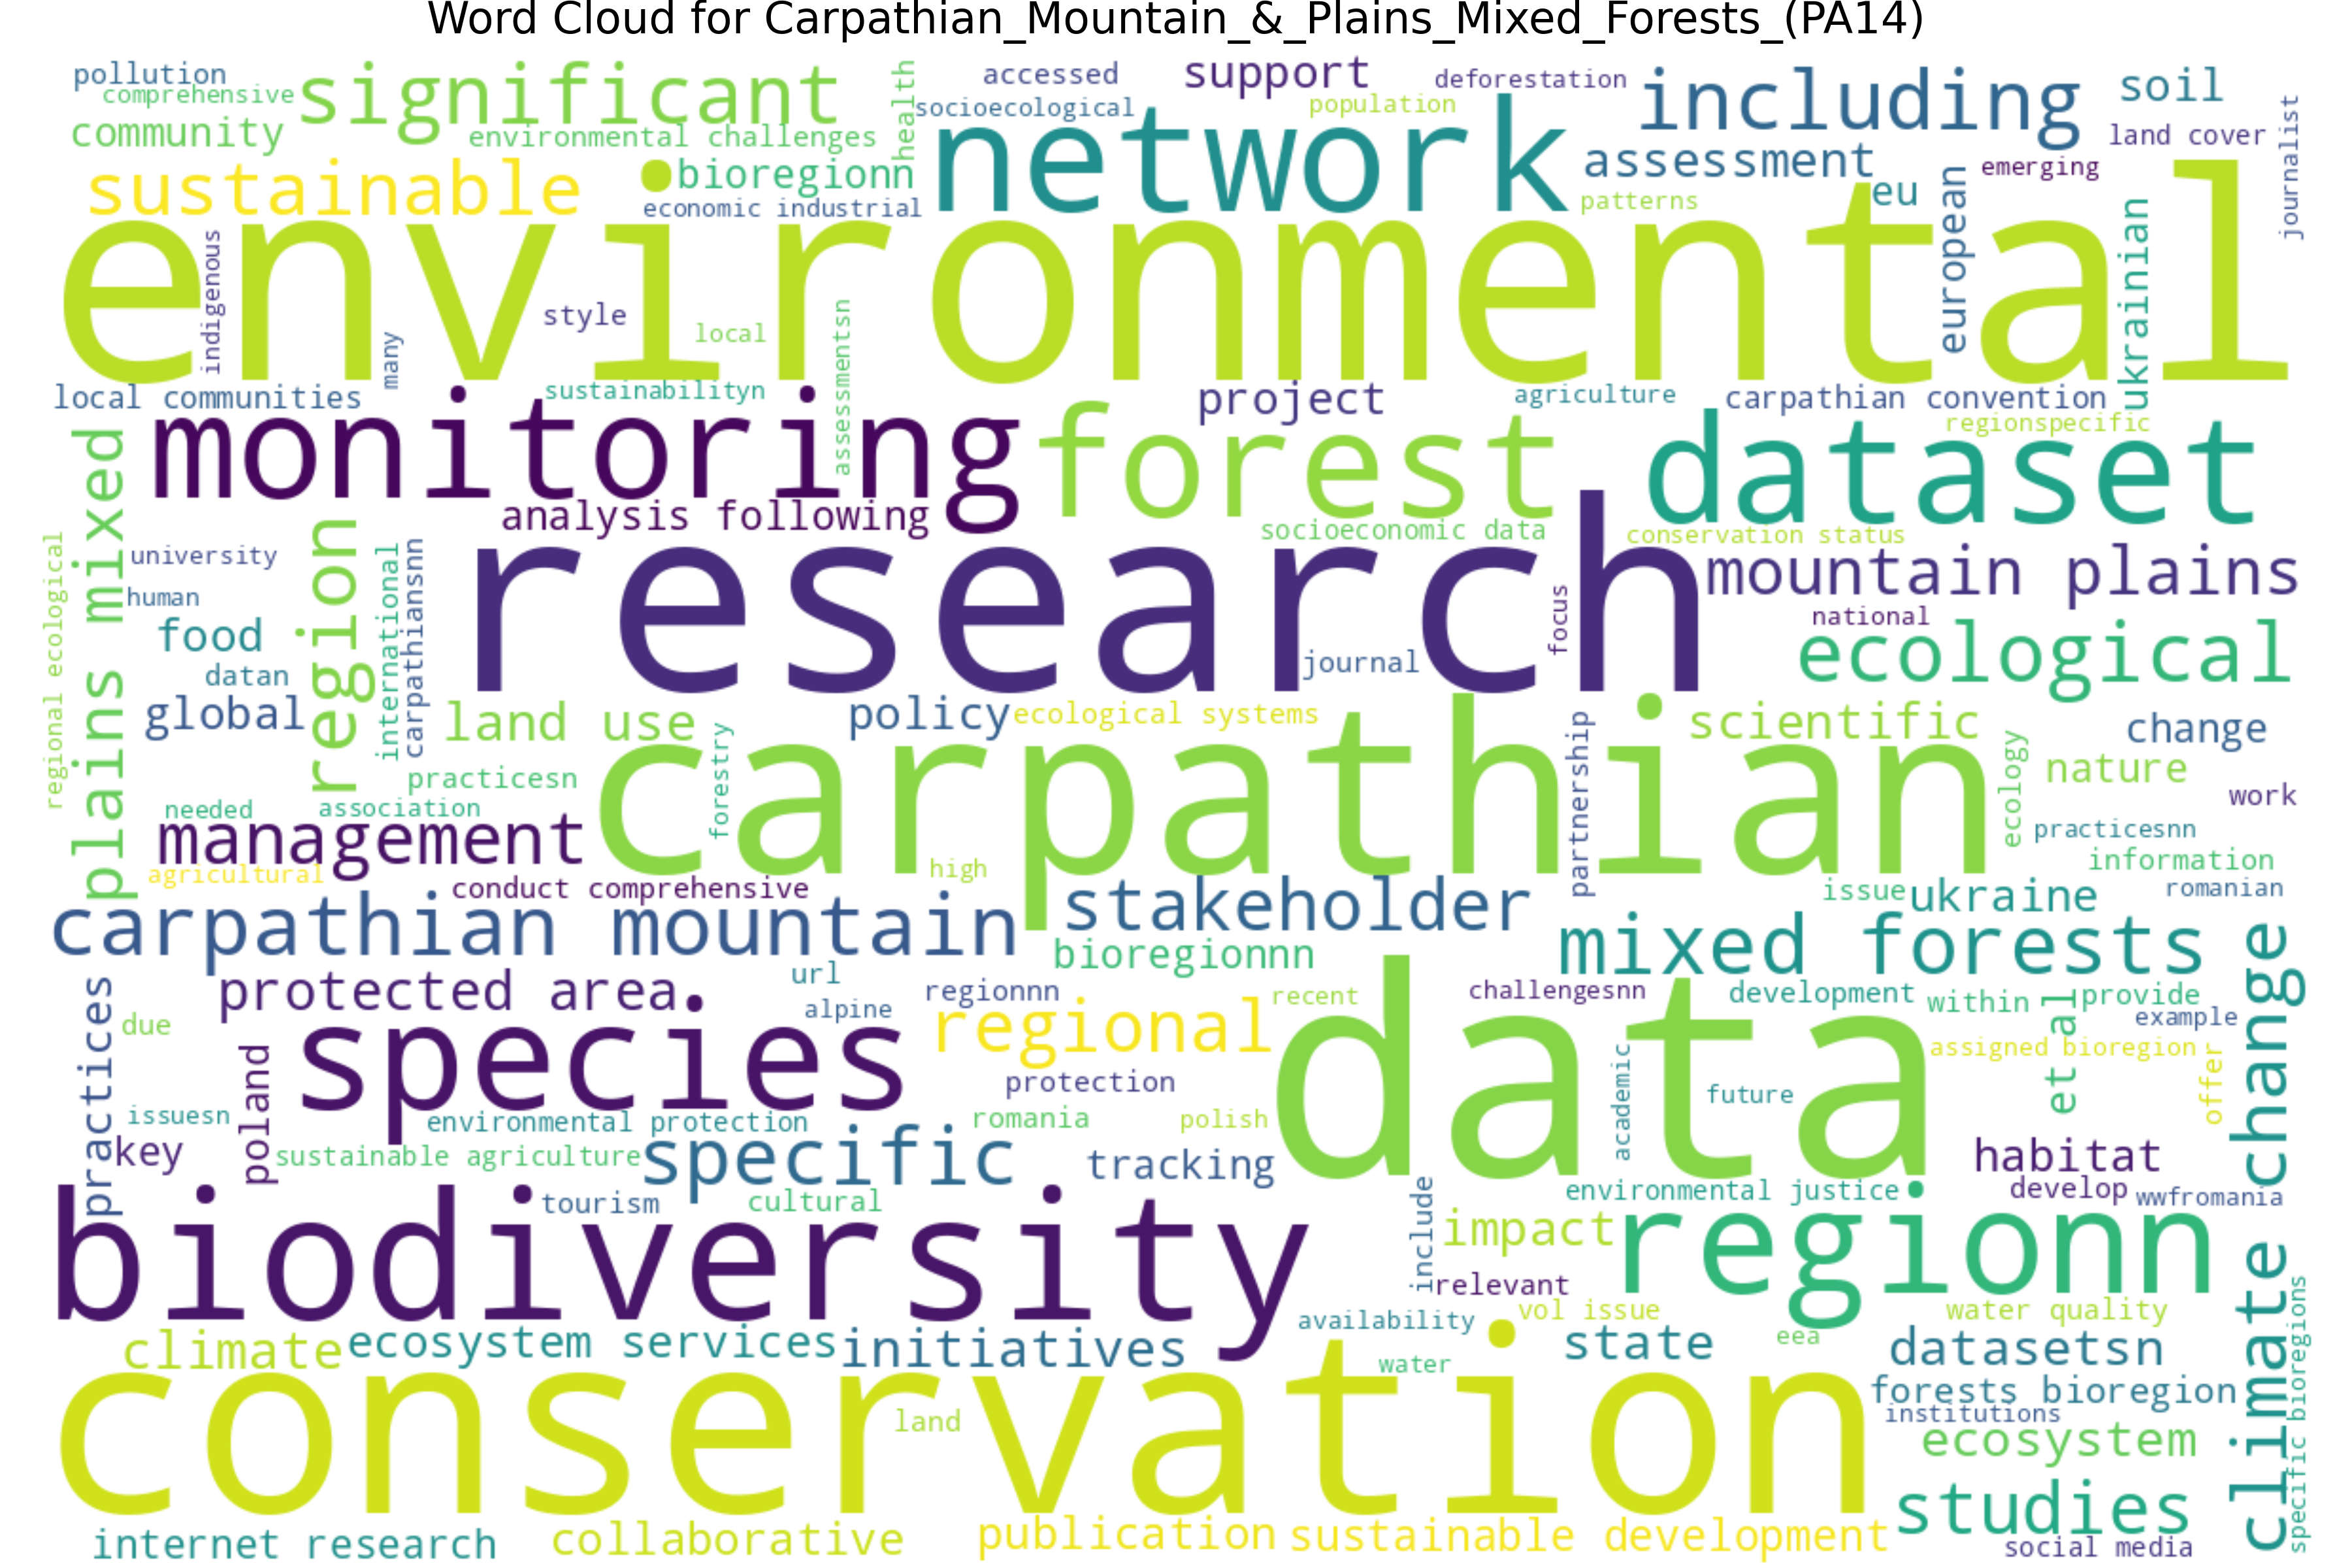 Word Cloud for Carpathian_Mountain_&_Plains_Mixed_Forests_(PA14)
pollution
comprehensive
significant
community
environmental challenges
health
accessed
support
deforestation
socioecological
population
including
soil
land cover
journalist
sustainable
bioregionn
economic industrial
network
assessment
patterns
eu
emerging
european
ukrainian
environmental
indigenous
many
style
local
assessmentsn
local communities
sustainabilityn
project
agriculture
carpathian convention
regionspecific
monitoring
forest
dataset
analysis following
socioeconomic data
conservation status
plains mixed
regional ecological
region
international
carpathiansnn
university
human
food
datan
global
research
journal
focus
mountain plains
national
ecological
land use
policy
ecological systems
scientific
change
practicesn
forestry
carpathian
partnership
ecology
nature
work
needed
association
management
practicesnn
information
agricultural
conduct comprehensive
high
issue
ukraine
romanian
carpathian mountain
stakeholder
mixed forests
bioregionnn
protected area
url
alpine
regionnn
recent
challengesnn
development
within
et al
provide
example
climate change
practices
due
species
regional
data
assigned bioregion
offer
poland
protection
academic
future
issuesn
environmental protection
romania
polish
key
sustainable agriculture
specific
tracking
habitat
environmental justice
develop
wwfromania
tourism
cultural
biodiversity
include
impact
regionn
relevant
availability
vol issue
water quality
specific bioregions
climate
ecosystem services
initiatives
state
eea
datasetsn
water
conservation
land
forests bioregion
institutions
ecosystem
studies
internet research
collaborative
publication
sustainable development
social media